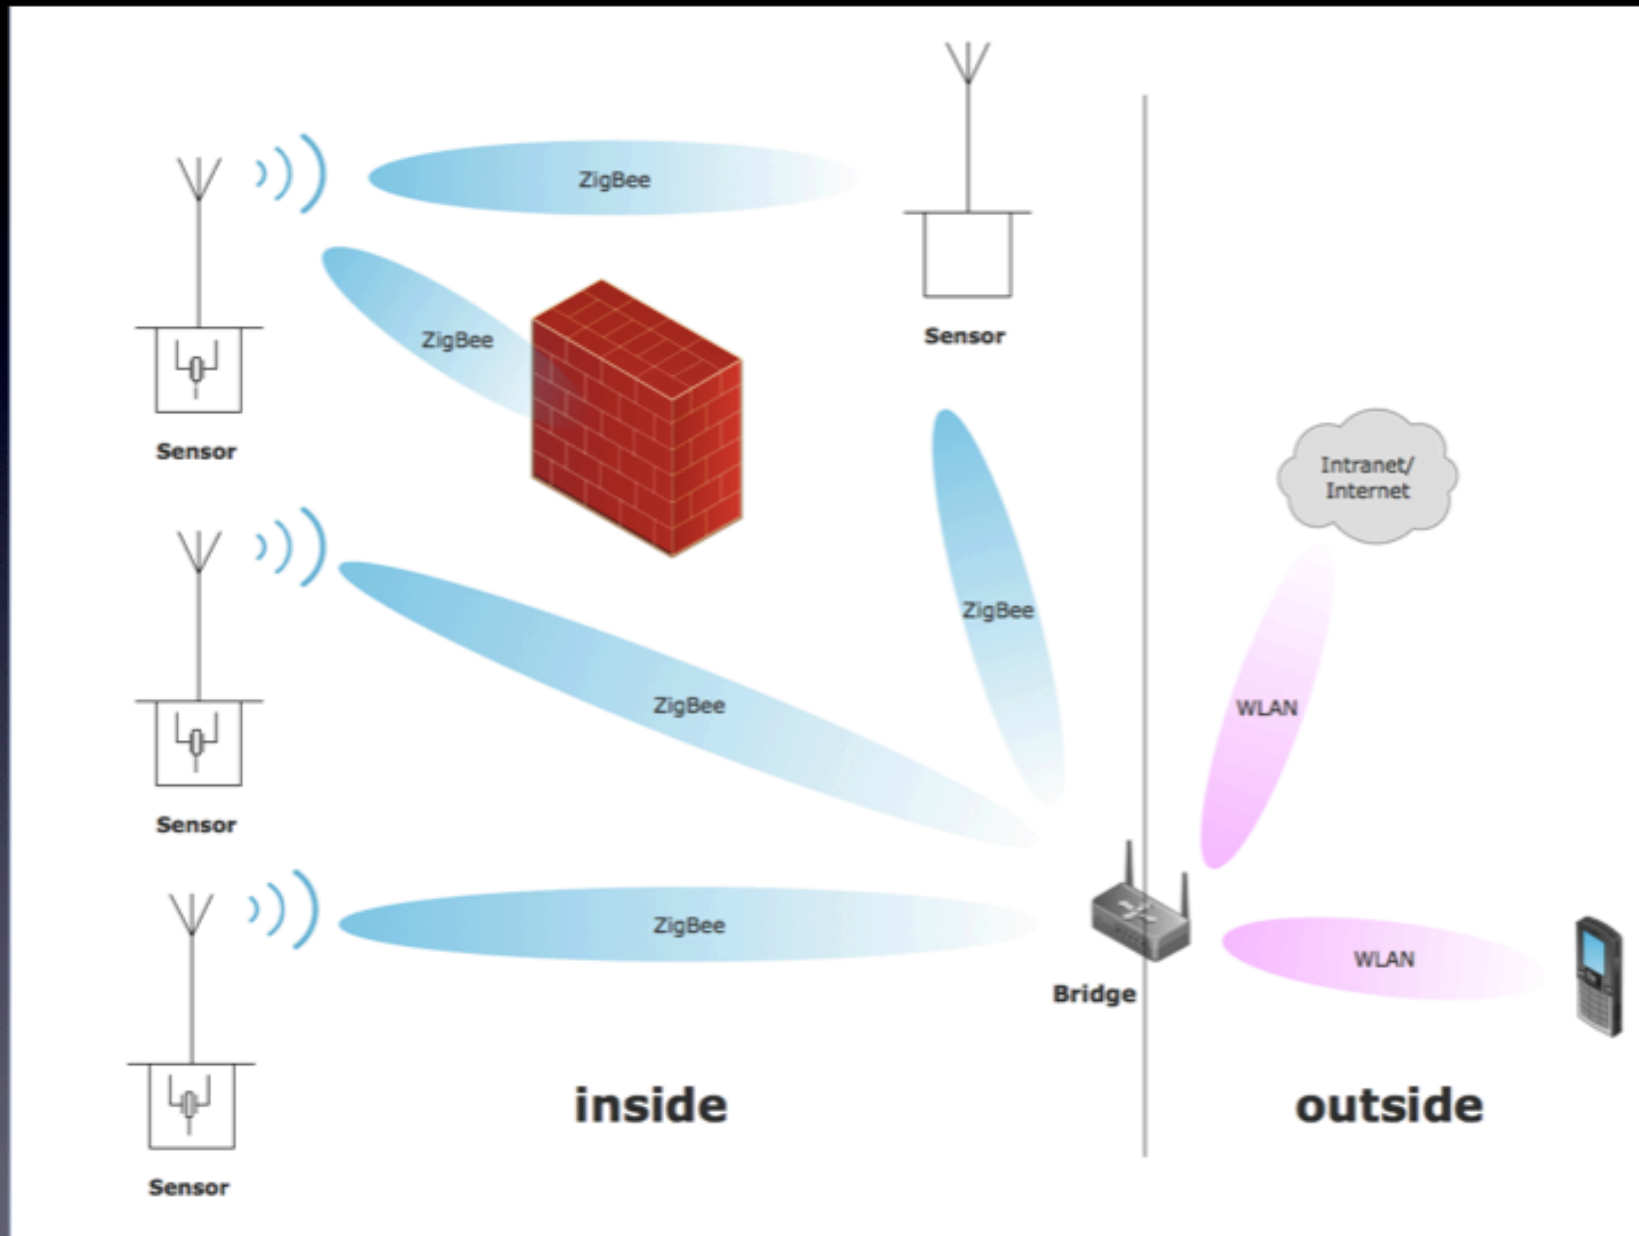 ZigBee
ZigBee
Sensor
Sensor
Intranet/
Internet
ZigBee
ZigBee
WLAN
Sensor
ZigBee
WLAN
Bridge
inside
outside
Sensor